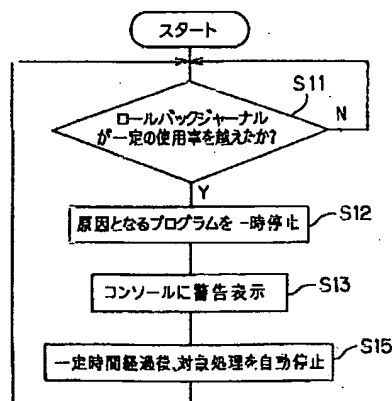 スタート
S11
ロールバックジャーナル
が一定の使用率を越えたか?
N
Y
S12
原因となるプログラムを一時停止
コンソールに警告表示
S13
S15
一定時間経過後、対象処理を自動停止